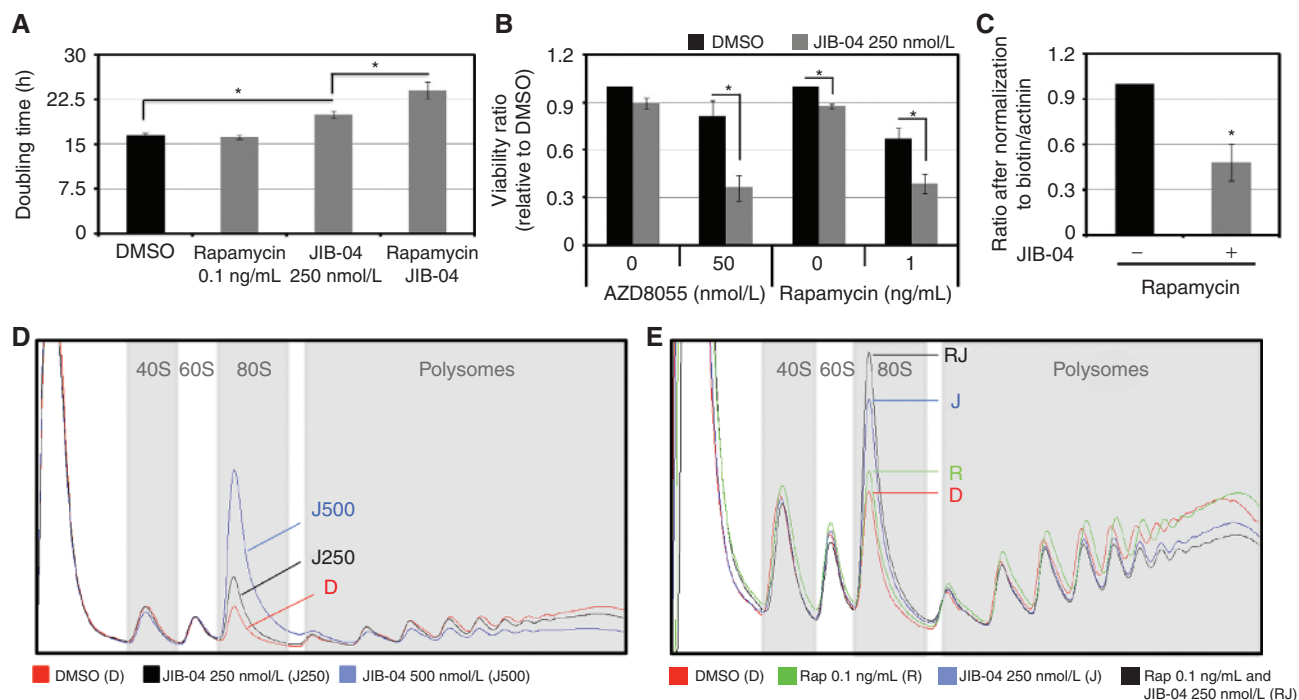 A
Doubling time (h)
30
22.5
15
7.5
0
*
*
DMSO
Rapamycin
0.1 ng/mL
JIB-04
250 nmol/L
Rapamycin
JIB-04
B
DMSO
JIB-04 250 nmol/L
Viability ratio
(relative to DMSO)
1.2
0.9
0.6
0.3
0
*
*
*
0
50
0
1
AZD8055 (nmol/L)
Rapamycin (ng/mL)
C
Ratio after normalization
to biotin/actinin
1.2
0.9
0.6
0.3
0
*
JIB-04
–
+
Rapamycin
D
40S
60S
80S
Polysomes
J500
J250
D
DMSO (D)
JIB-04 250 nmol/L (J250)
JIB-04 500 nmol/L (J500)
E
40S
60S
80S
Polysomes
RJ
J
R
D
DMSO (D)
Rap 0.1 ng/mL (R)
JIB-04 250 nmol/L (J)
Rap 0.1 ng/mL and
JIB-04 250 nmol/L (RJ)